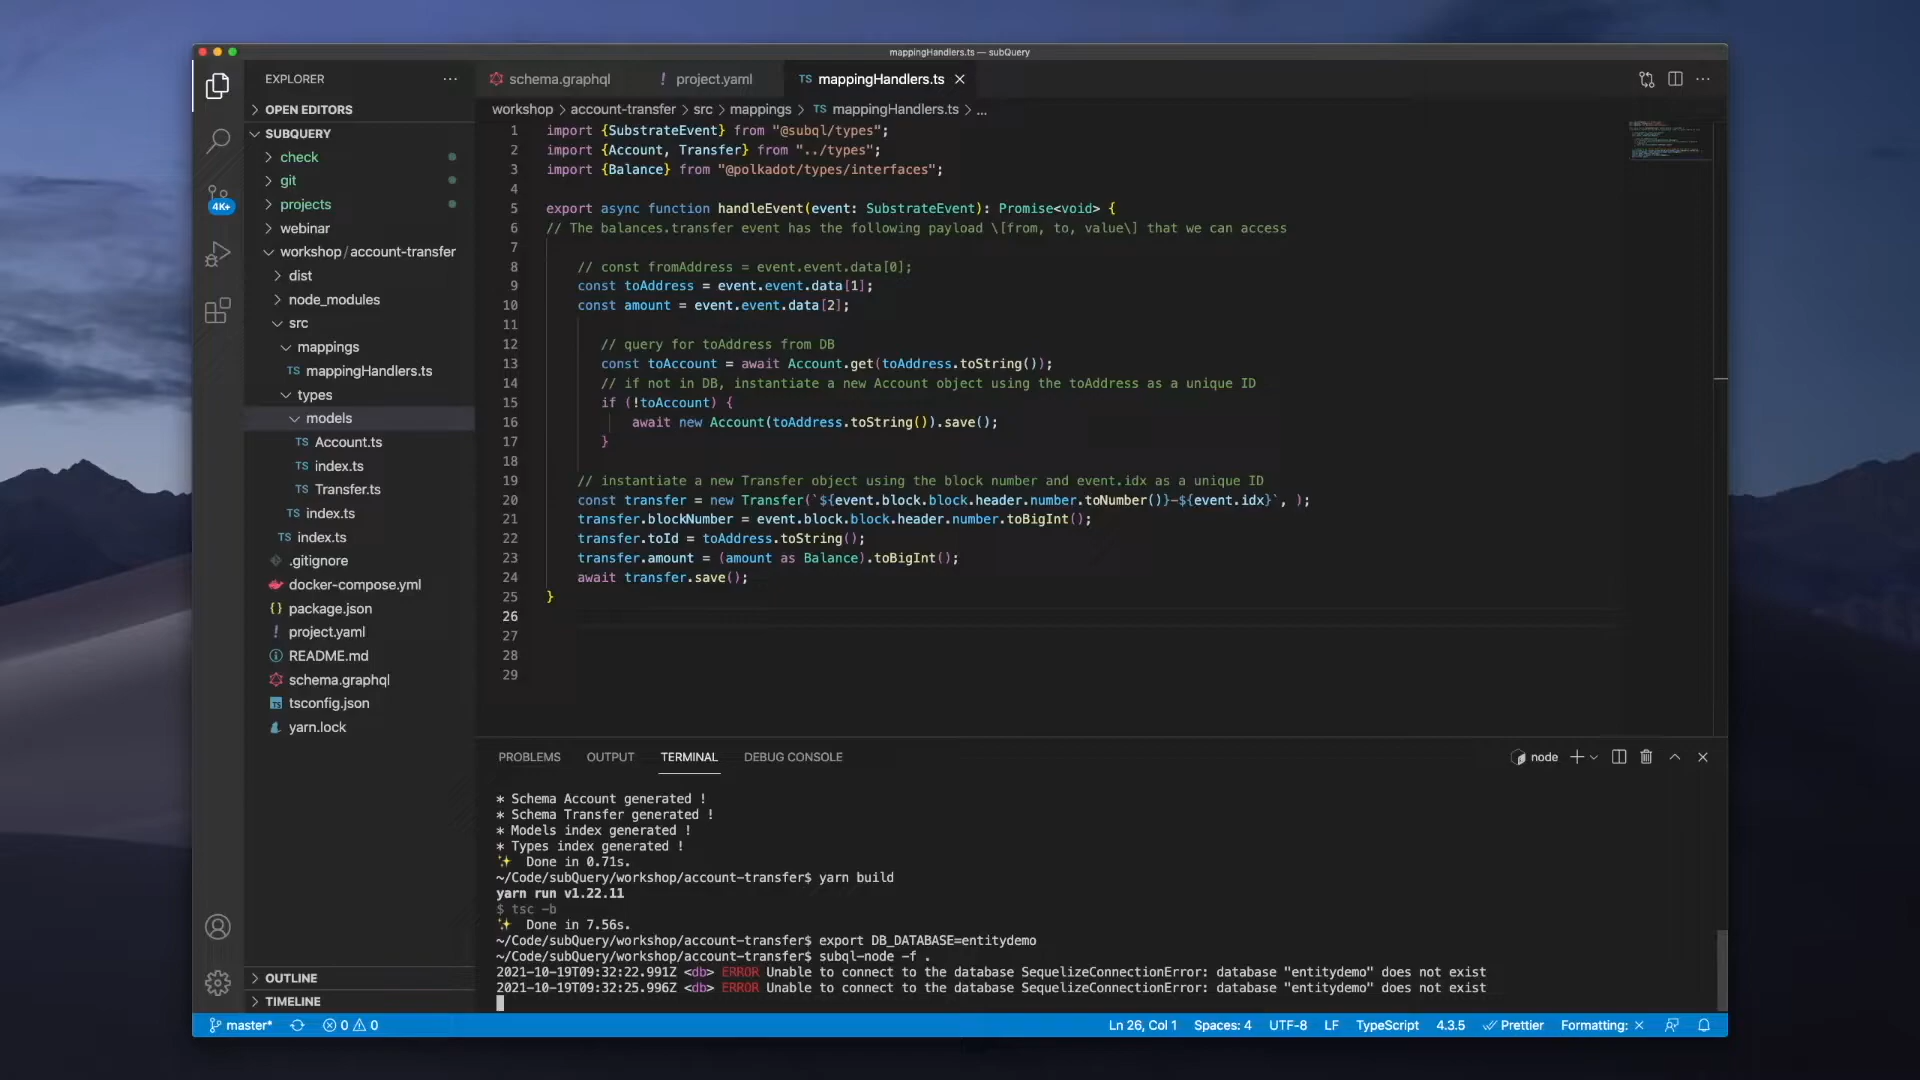 mappingHandlers.ts — subQuery
EXPLORER
OPEN EDITORS
SUBQUERY
check
git
projects
webinar
workshop / account-transfer
dist
node_modules
src
mappings
TS mappingHandlers.ts
types
models
TS Account.ts
TS index.ts
TS Transfer.ts
TS index.ts
TS index.ts
.gitignore
docker-compose.yml
{} package.json
! project.yaml
README.md
schema.graphql
tsconfig.json
yarn.lock
OUTLINE
TIMELINE
4K+
schema.graphql
! project.yaml
TS mappingHandlers.ts
workshop > account-transfer > src > mappings > TS mappingHandlers.ts > ...
1 import {SubstrateEvent} from "@subql/types";
2 import {Account, Transfer} from "../types";
3 import {Balance} from "@polkadot/types/interfaces";
4
5 export async function handleEvent(event: SubstrateEvent): Promise<void> {
6 // The balances.transfer event has the following payload \[from, to, value\] that we can access
7
8 // const fromAddress = event.event.data[0];
9 const toAddress = event.event.data[1];
10 const amount = event.event.data[2];
11
12 // query for toAddress from DB
13 const toAccount = await Account.get(toAddress.toString());
14 // if not in DB, instantiate a new Account object using the toAddress as a unique ID
15 if (!toAccount) {
16 await new Account(toAddress.toString()).save();
17 }
18
19 // instantiate a new Transfer object using the block number and event.idx as a unique ID
20 const transfer = new Transfer(`${event.block.block.header.number.toNumber()}-${event.idx}`, );
21 transfer.blockNumber = event.block.block.header.number.toBigInt();
22 transfer.toId = toAddress.toString();
23 transfer.amount = (amount as Balance).toBigInt();
24 await transfer.save();
25 }
26
27
28
29
PROBLEMS OUTPUT TERMINAL DEBUG CONSOLE
node
* Schema Account generated !
* Schema Transfer generated !
* Models index generated !
* Types index generated !
✨ Done in 0.71s.
~/Code/subQuery/workshop/account-transfer$ yarn build
yarn run v1.22.11
$ tsc -b
✨ Done in 7.56s.
~/Code/subQuery/workshop/account-transfer$ export DB_DATABASE=entitydemo
~/Code/subQuery/workshop/account-transfer$ subql-node -f .
2021-10-19T09:32:22.991Z <db> ERROR Unable to connect to the database SequelizeConnectionError: database "entitydemo" does not exist
2021-10-19T09:32:25.996Z <db> ERROR Unable to connect to the database SequelizeConnectionError: database "entitydemo" does not exist
master* 0 0 Ln 26, Col 1 Spaces: 4 UTF-8 LF TypeScript 4.3.5 Prettier Formatting: ×